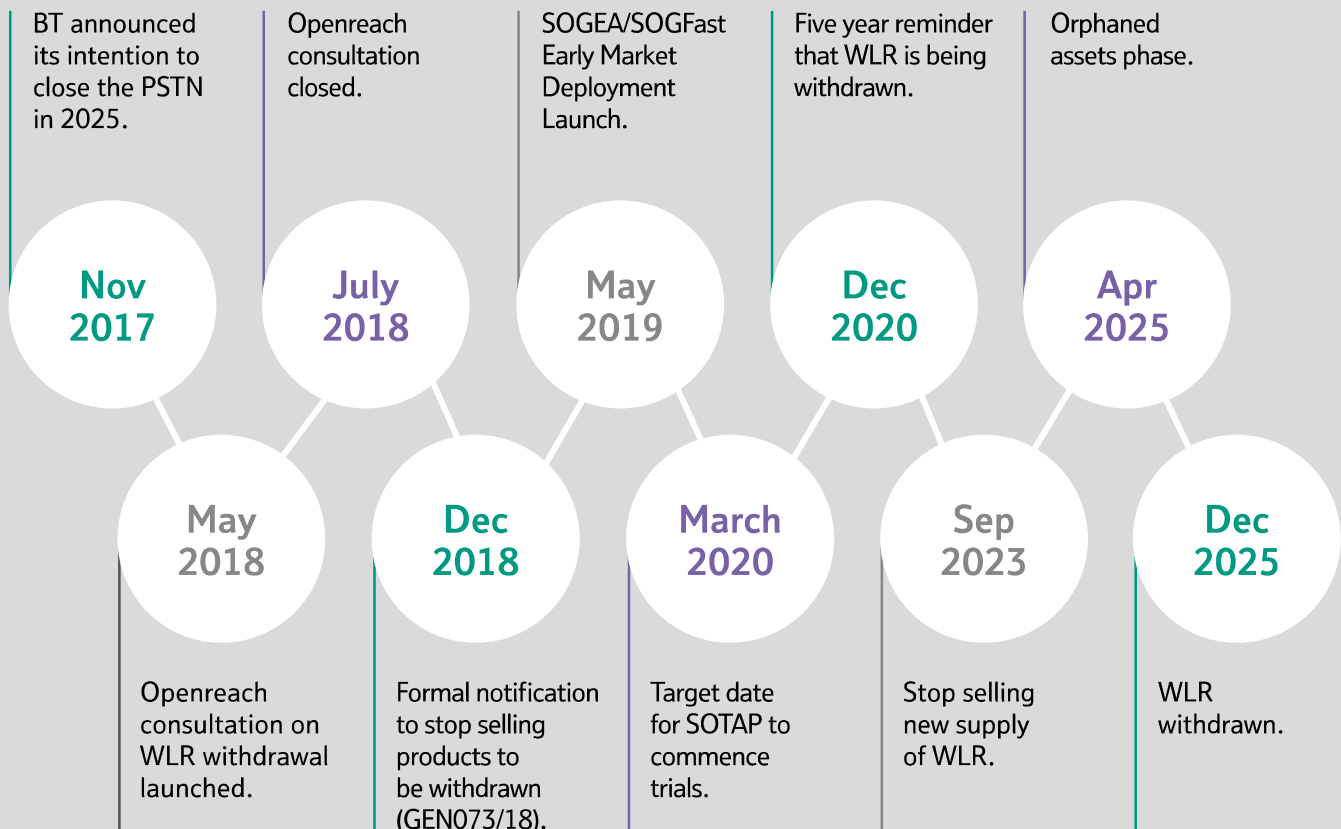 BT announced
its intention to
close the PSTN
in 2025.
Openreach
consultation
closed.
SOGEA/SOGFast
Early Market
Deployment
Launch.
Five year reminder
that WLR is being
withdrawn.
Orphaned
assets phase.
Nov
2017
July
2018
May
2019
Dec
2020
Apr
2025
May
2018
Dec
2018
March
2020
Sep
2023
Dec
2025
Openreach
consultation on
WLR withdrawal
launched.
Formal notification
to stop selling
products to
be withdrawn
(GEN073/18).
Target date
for SOTAP to
commence
trials.
Stop selling
new supply
of WLR.
WLR
withdrawn.